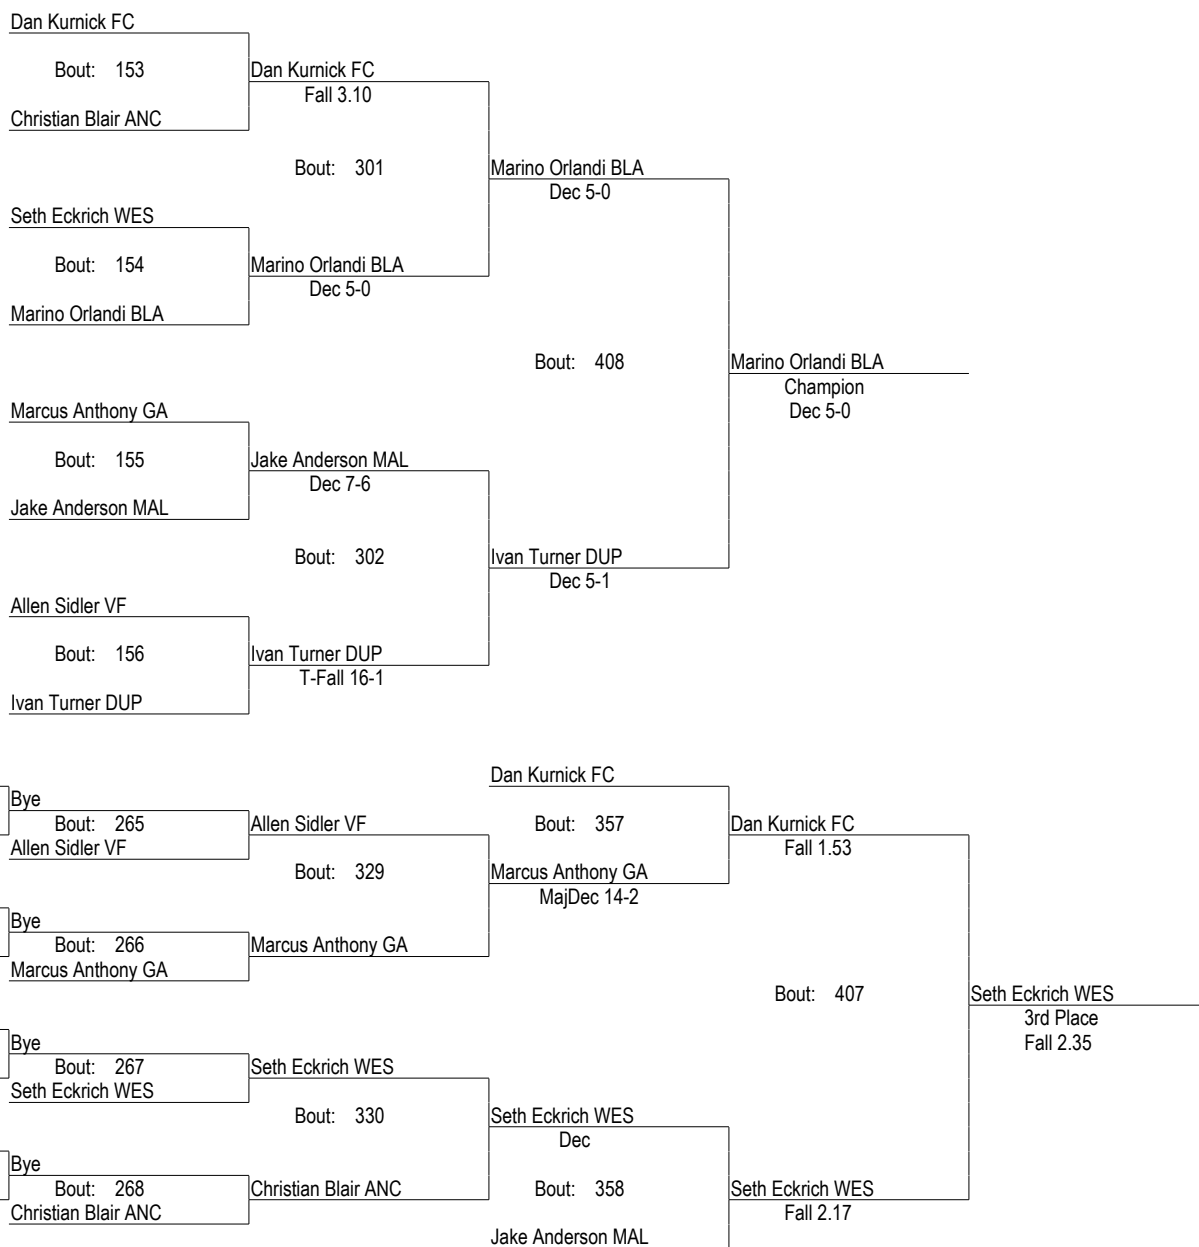 Dan Kurnick FC
Bout: 153
Dan Kurnick FC
Fall 3.10
Christian Blair ANC
Bout: 301
Marino Orlandi BLA
Dec 5-0
Seth Eckrich WES
Bout: 154
Marino Orlandi BLA
Dec 5-0
Marino Orlandi BLA
Bout: 408
Marino Orlandi BLA
Champion
Dec 5-0
Marcus Anthony GA
Bout: 155
Jake Anderson MAL
Dec 7-6
Jake Anderson MAL
Bout: 302
Ivan Turner DUP
Dec 5-1
Allen Sidler VF
Bout: 156
Ivan Turner DUP
T-Fall 16-1
Ivan Turner DUP
Dan Kurnick FC
Bye
Bout: 265
Allen Sidler VF
Bout: 357
Dan Kurnick FC
Allen Sidler VF
Fall 1.53
Bout: 329
Marcus Anthony GA
MajDec 14-2
Bye
Bout: 266
Marcus Anthony GA
Marcus Anthony GA
Bout: 407
Seth Eckrich WES
3rd Place
Fall 2.35
Bye
Bout: 267
Seth Eckrich WES
Seth Eckrich WES
Bout: 330
Seth Eckrich WES
Dec
Bye
Bout: 268
Christian Blair ANC
Bout: 358
Seth Eckrich WES
Christian Blair ANC
Fall 2.17
Jake Anderson MAL